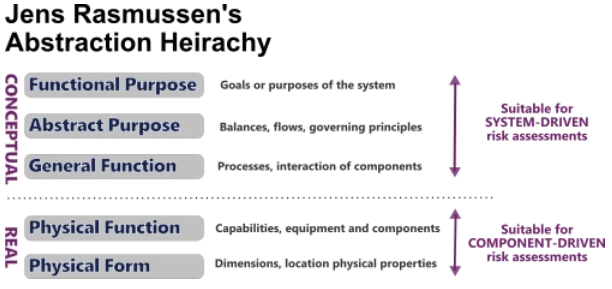 Jens Rasmussen's
Abstraction Heirachy
CONCEPTUAL
Functional Purpose
Goals or purposes of the system
Abstract Purpose
Balances, flows, governing principles
General Function
Processes, interaction of components
Suitable for
SYSTEM-DRIVEN
risk assessments
REAL
Physical Function
Capabilities, equipment and components
Physical Form
Dimensions, location physical properties
Suitable for
COMPONENT-DRIVEN
risk assessments